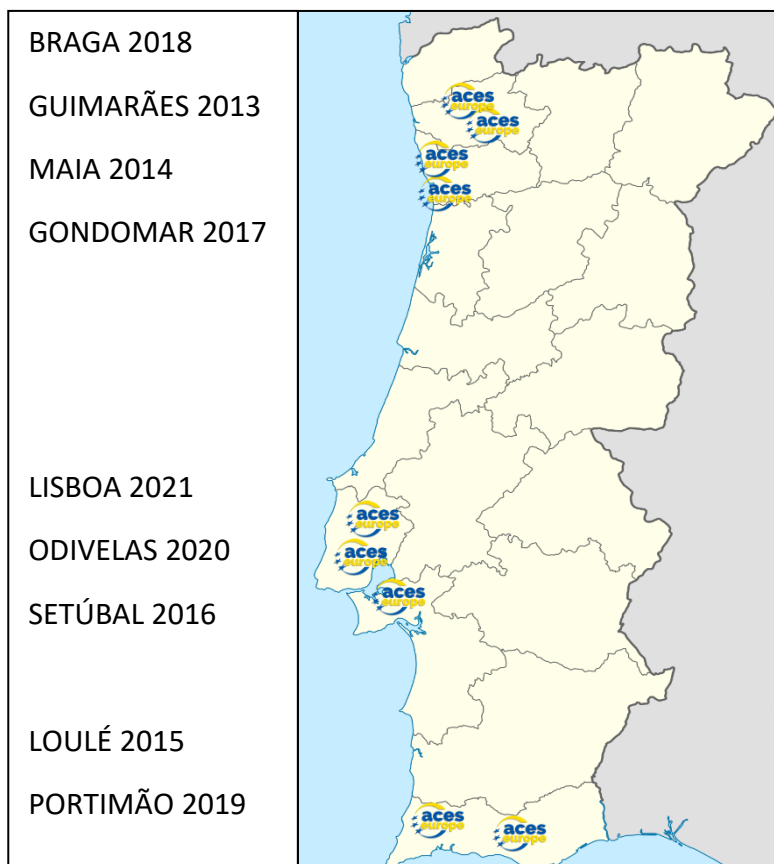 BRAGA 2018
GUIMARÃES 2013
MAIA 2014
GONDOMAR 2017
LISBOA 2021
ODIVELAS 2020
SETÚBAL 2016
LOULÉ 2015
PORTIMÃO 2019
aces
europe
aces
europe
aces
europe
aces
europe
aces
europe
aces
europe
aces
europe
aces
europe
aces
europe